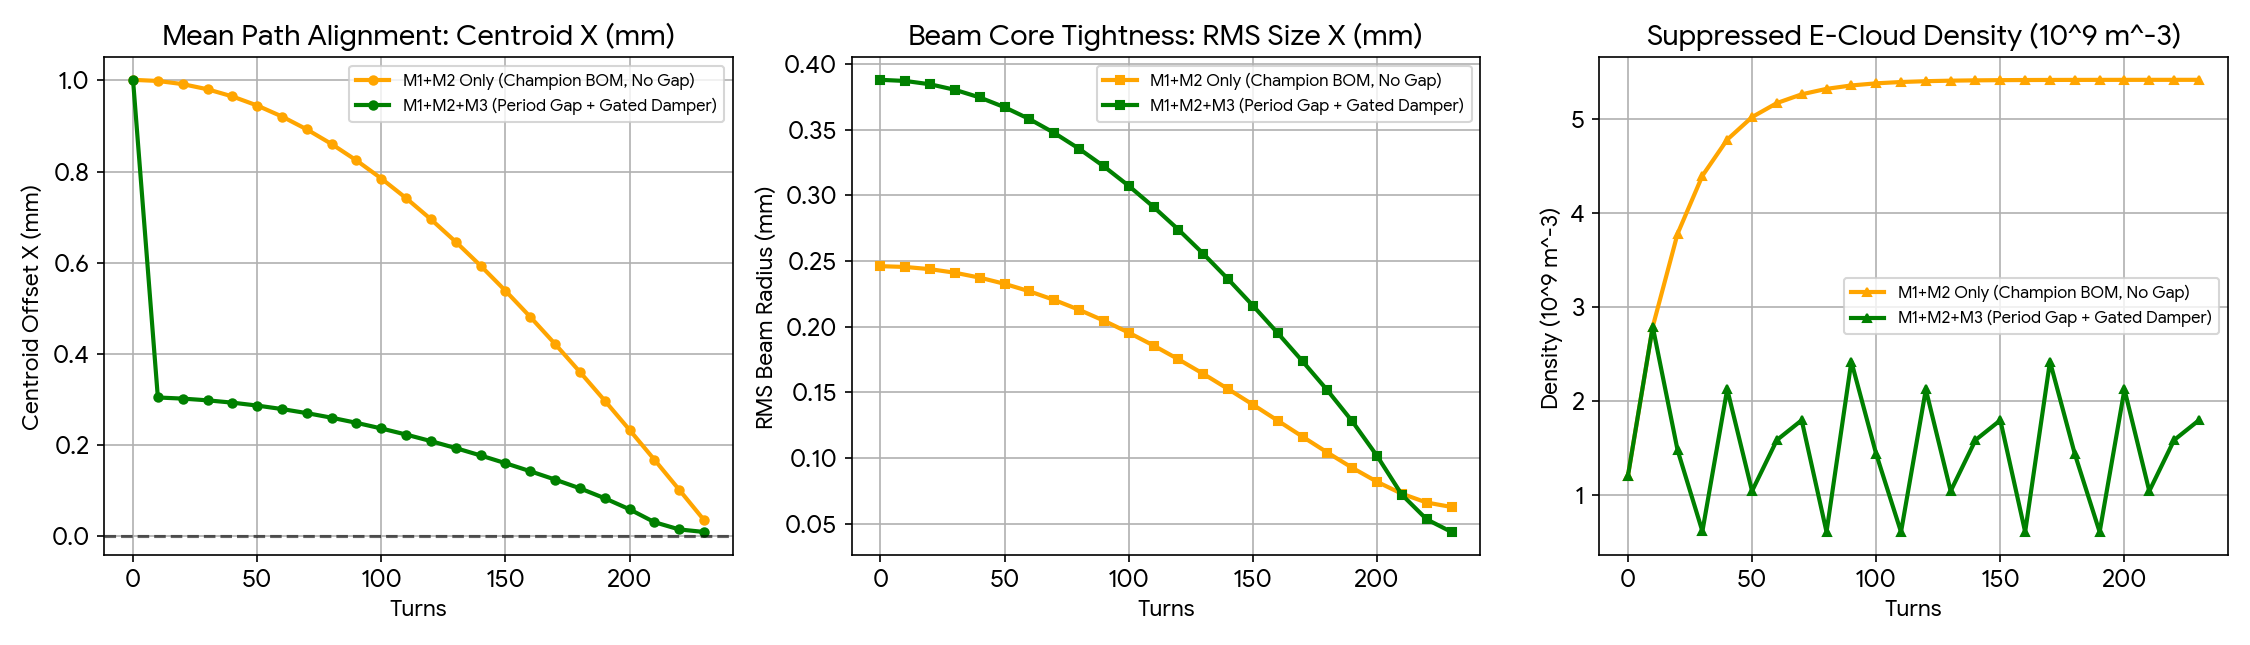 Mean Path Alignment: Centroid X (mm)
Centroid Offset X (mm)
1.0
0.8
0.6
0.4
0.2
0.0
M1+M2 Only (Champion BOM, No Gap)
M1+M2+M3 (Period Gap + Gated Damper)
0 50 100 150 200
Turns
Beam Core Tightness: RMS Size X (mm)
RMS Beam Radius (mm)
0.40
0.35
0.30
0.25
0.20
0.15
0.10
0.05
M1+M2 Only (Champion BOM, No Gap)
M1+M2+M3 (Period Gap + Gated Damper)
0 50 100 150 200
Turns
Suppressed E-Cloud Density (10^9 m^-3)
Density (10^9 m^-3)
5
4
3
2
1
M1+M2 Only (Champion BOM, No Gap)
M1+M2+M3 (Period Gap + Gated Damper)
0 50 100 150 200
Turns